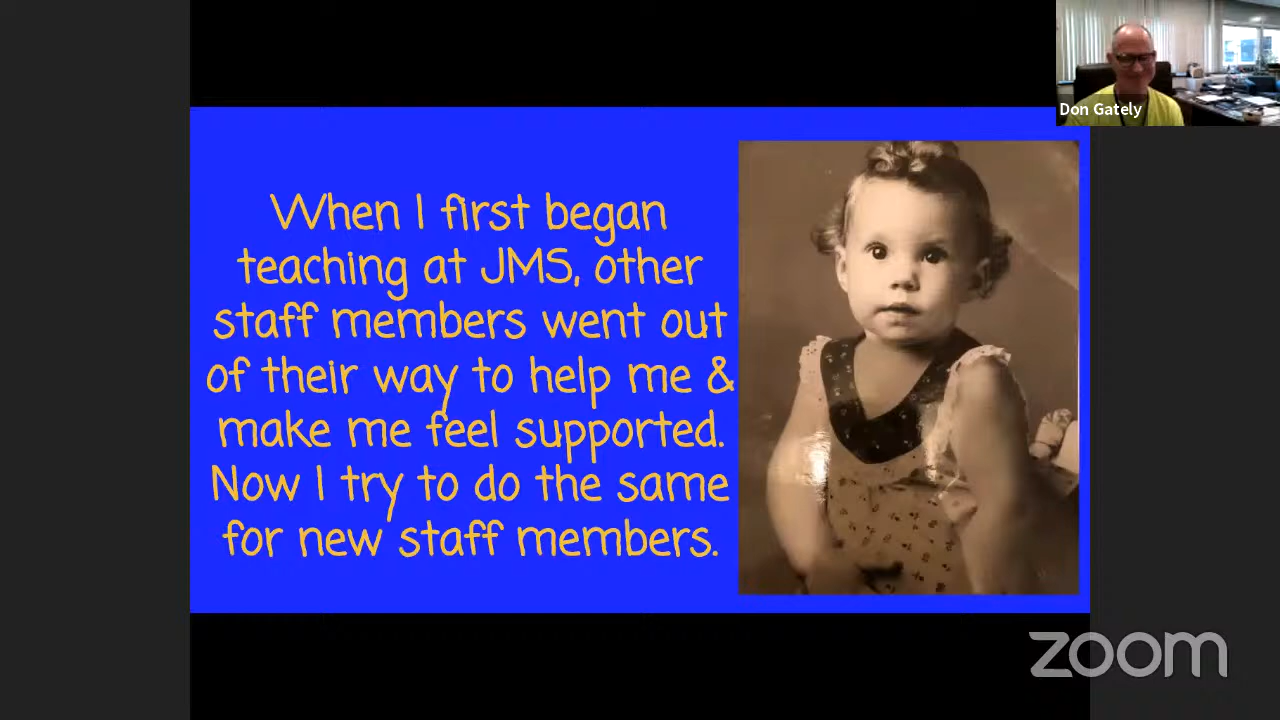 Don Gately
When I first began
teaching at JMS, other
staff members went out
of their way to help me &
make me feel supported.
Now I try to do the same
for new staff members.
zoom